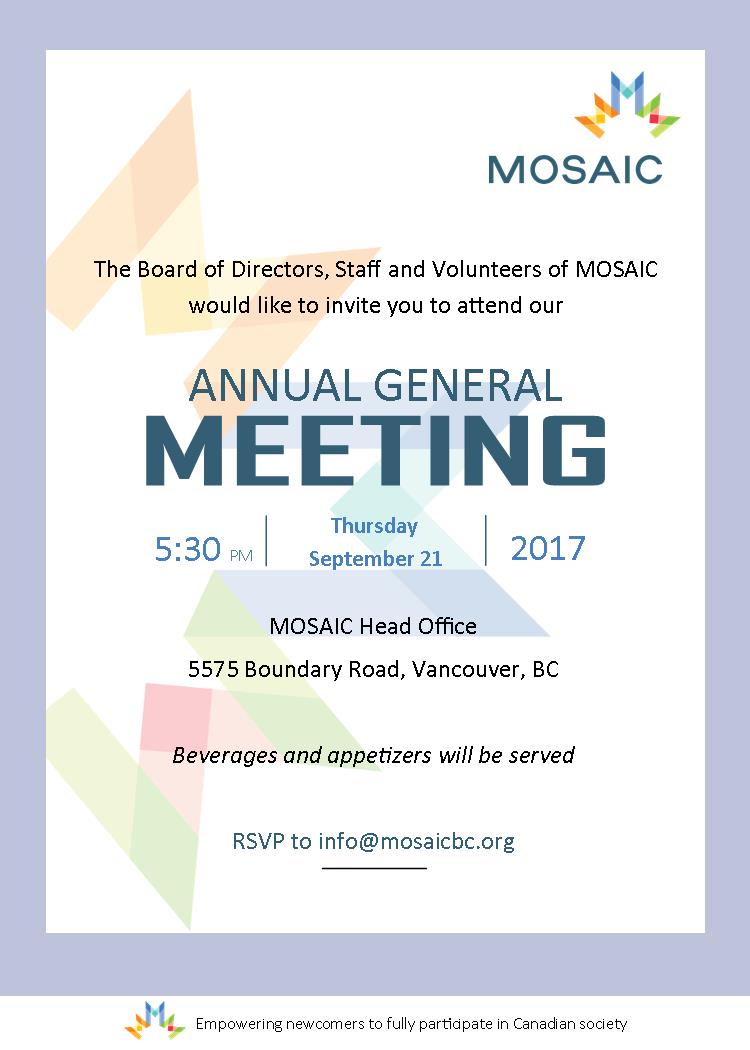 MOSAIC
The Board of Directors, Staff and Volunteers of MOSAIC
would like to invite you to attend our
ANNUAL GENERAL
MEETING
5:30 PM
Thursday
September 21
2017
MOSAIC Head Office
5575 Boundary Road, Vancouver, BC
Beverages and appetizers will be served
RSVP to info@mosaicbc.org
Empowering newcomers to fully participate in Canadian society